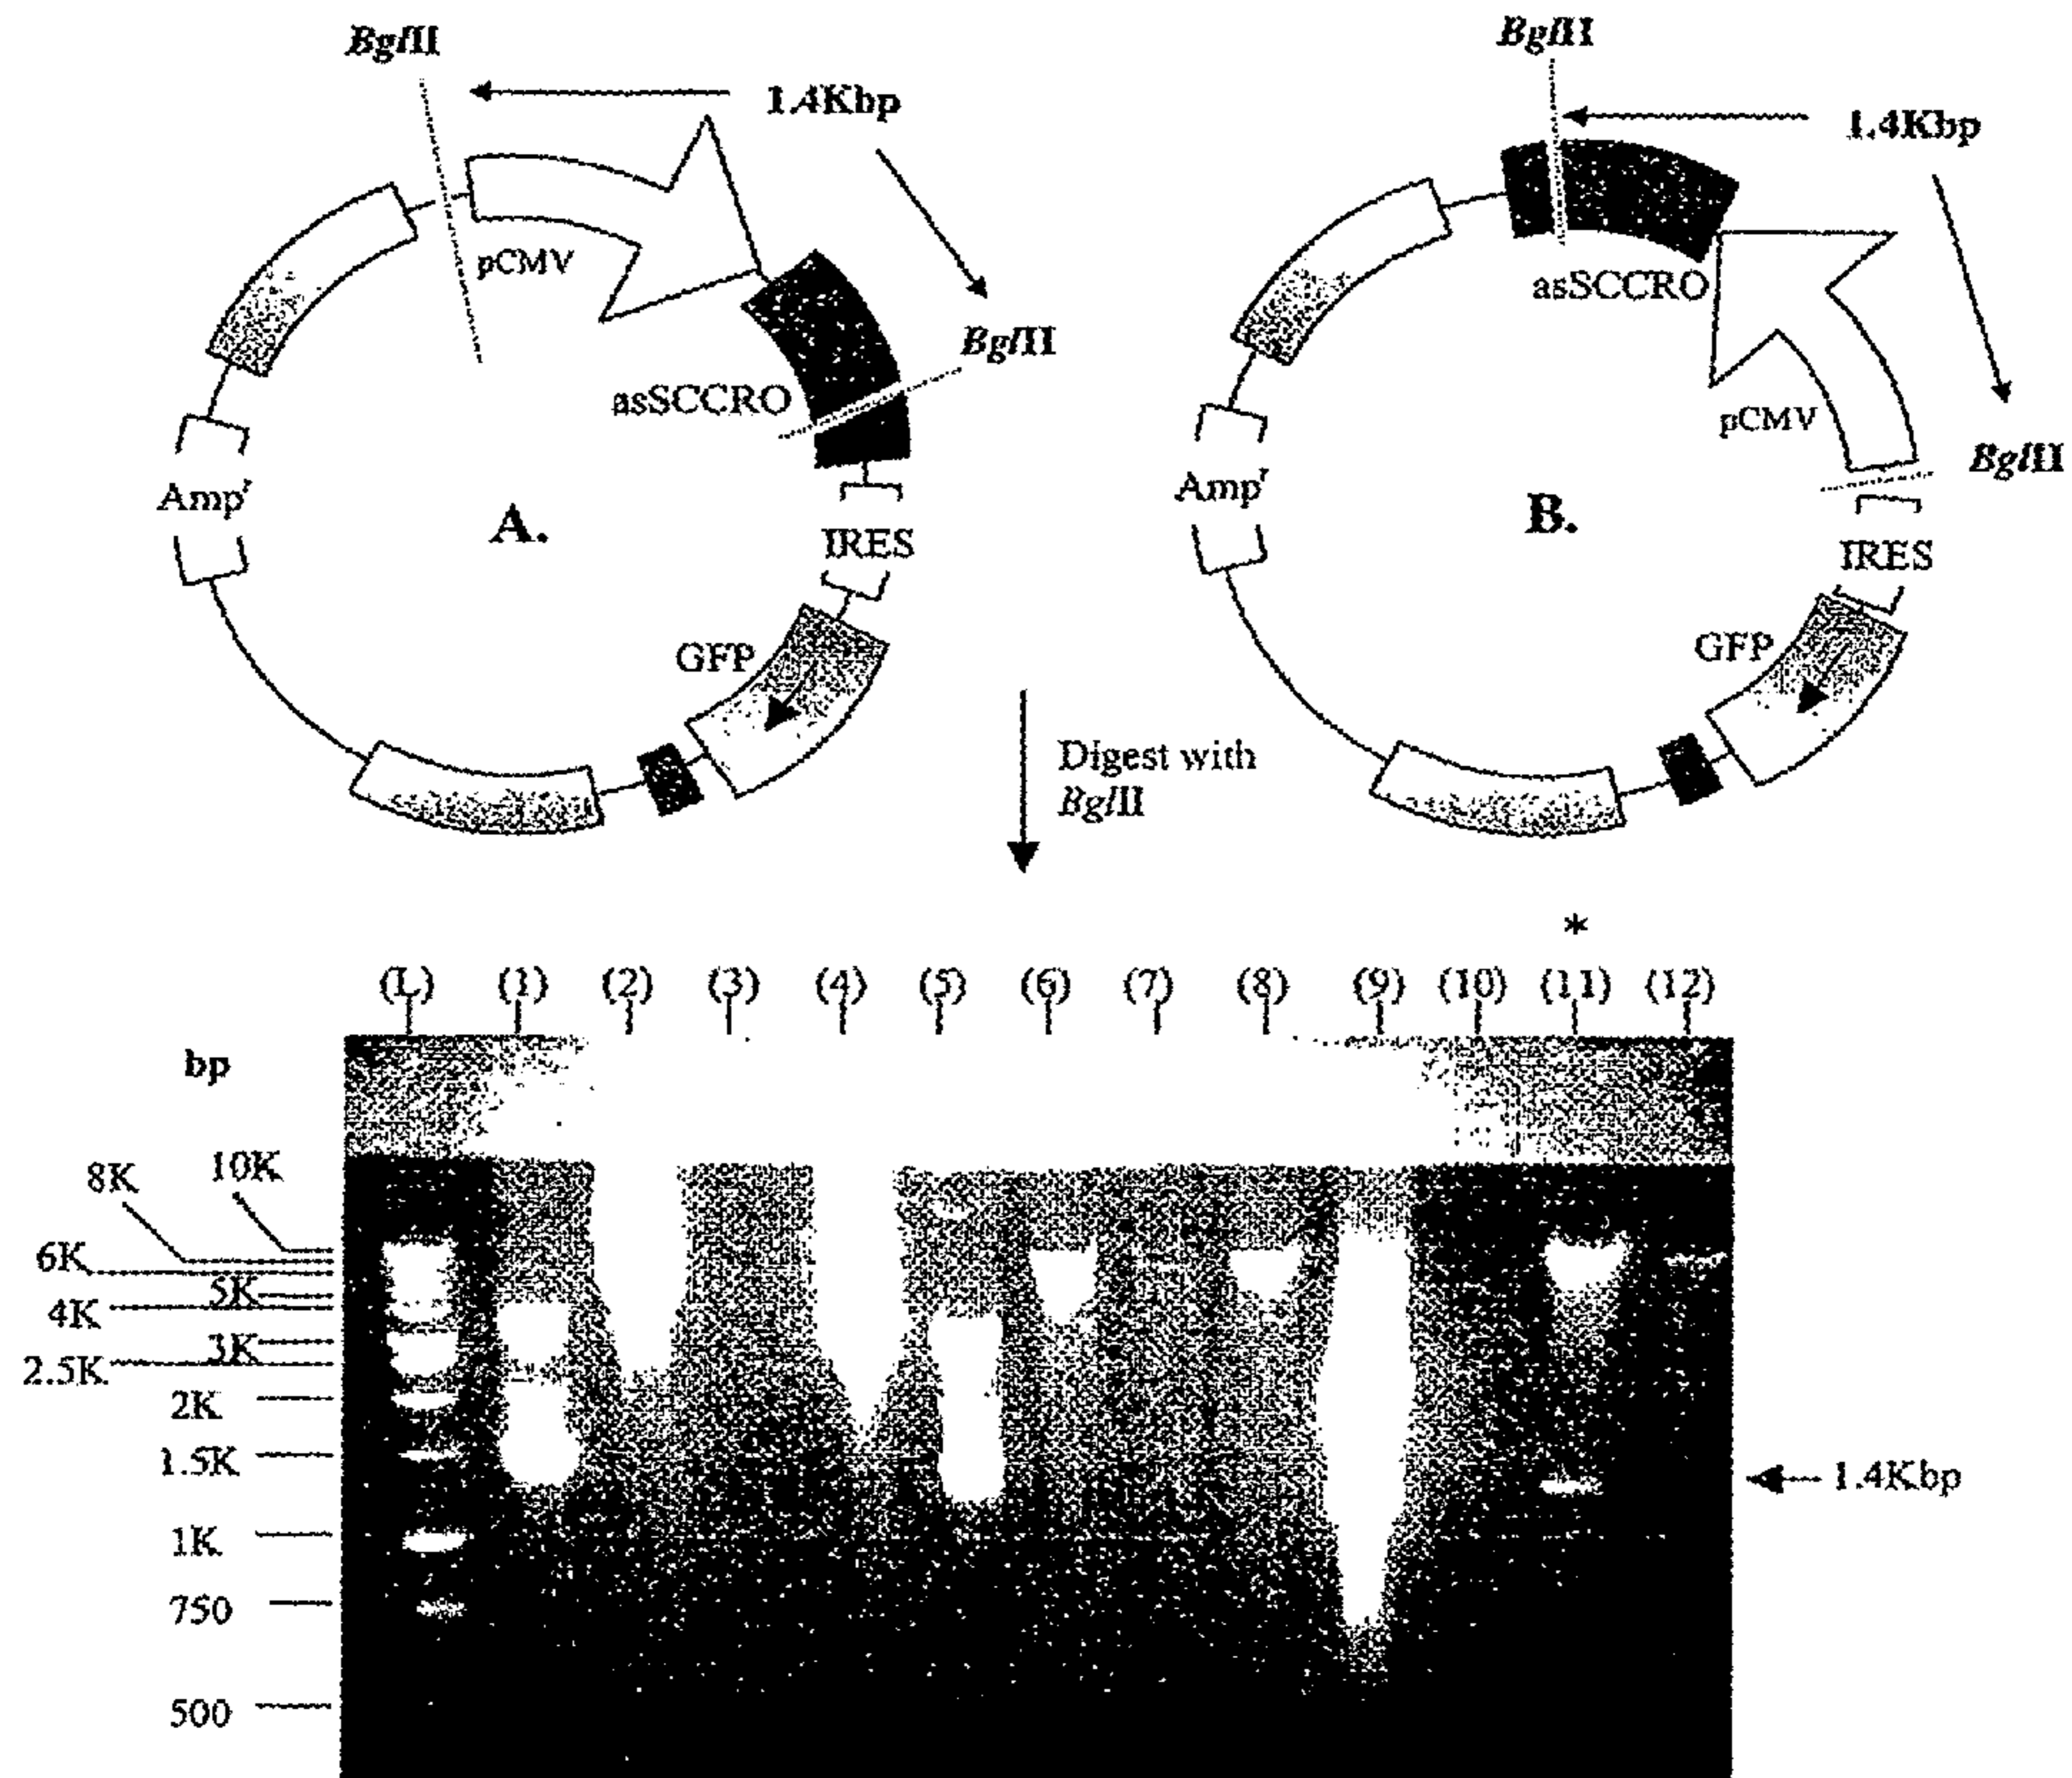 BglII
1.4Kbp
pCMV
BglII
asSCCRO
Ampʳ
A.
IRES
GFP
BglII
1.4Kbp
asSCCRO
pCMV
BglII
Ampʳ
B.
IRES
GFP
Digest with
BglII
*
(L) (1) (2) (3) (4) (5) (6) (7) (8) (9) (10) (11) (12)
bp
10K
8K
6K
5K
4K
3K
2.5K
2K
1.5K
1.4Kbp
1K
750
500